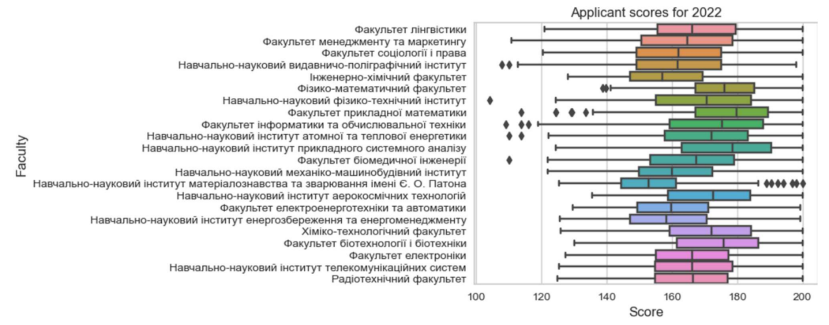 Applicant scores for 2022
Faculty
Факультет лінгвістики
Факультет менеджменту та маркетингу
Факультет соціології і права
Навчально-науковий видавничо-поліграфічний інститут
Інженерно-хімічний факультет
Фізико-математичний факультет
Навчально-науковий фізико-технічний інститут
Факультет прикладної математики
Факультет інформатики та обчислювальної техніки
Навчально-науковий інститут атомної та теплової енергетики
Навчально-науковий інститут прикладного системного аналізу
Факультет біомедичної інженерії
Навчально-науковий механіко-машинобудівний інститут
Навчально-науковий інститут матеріалознавства та зварювання імені Є. О. Патона
Навчально-науковий інститут аерокосмічних технологій
Факультет електроенерготехніки та автоматики
Навчально-науковий інститут енергозбереження та енергоменеджменту
Хіміко-технологічний факультет
Факультет біотехнології і біотехніки
Факультет електроніки
Навчально-науковий інститут телекомунікаційних систем
Радіотехнічний факультет
100 120 140 160 180 200
Score